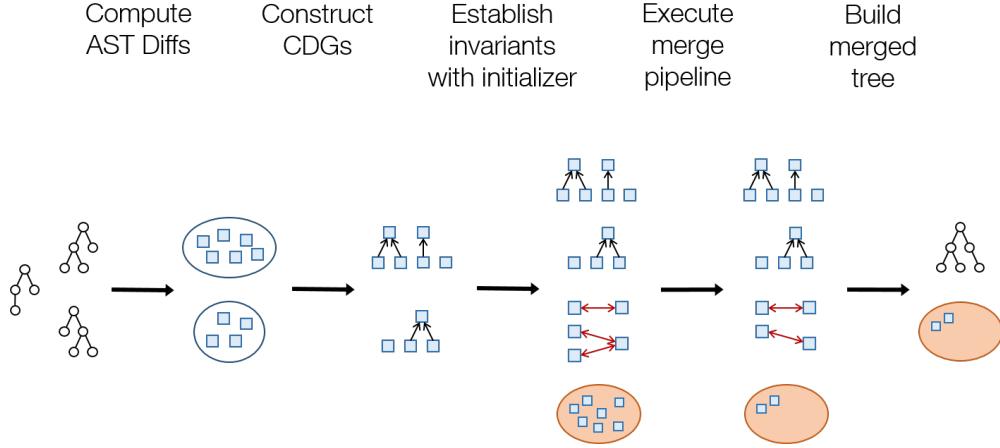 Compute
AST Diffs
Construct
CDGs
Establish
invariants
with initializer
Execute
merge
pipeline
Build
merged
tree